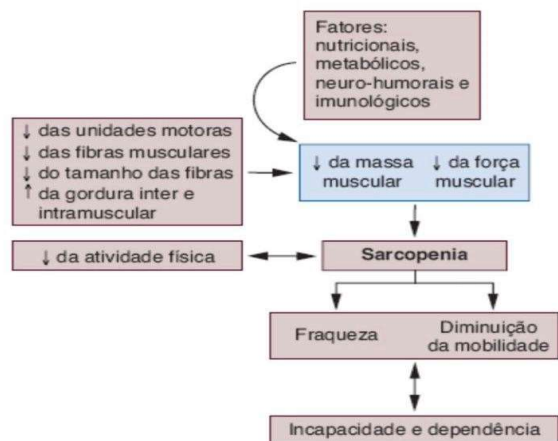 Fatores:
nutricionais,
metabólicos,
neuro-humorais e
imunológicos
↓ das unidades motoras
↓ das fibras musculares
↓ do tamanho das fibras
↑ da gordura inter e
intramuscular
↓ da massa
muscular
↓ da força
muscular
↓ da atividade física
Sarcopenia
Fraqueza
Diminuição
da mobilidade
Incapacidade e dependência